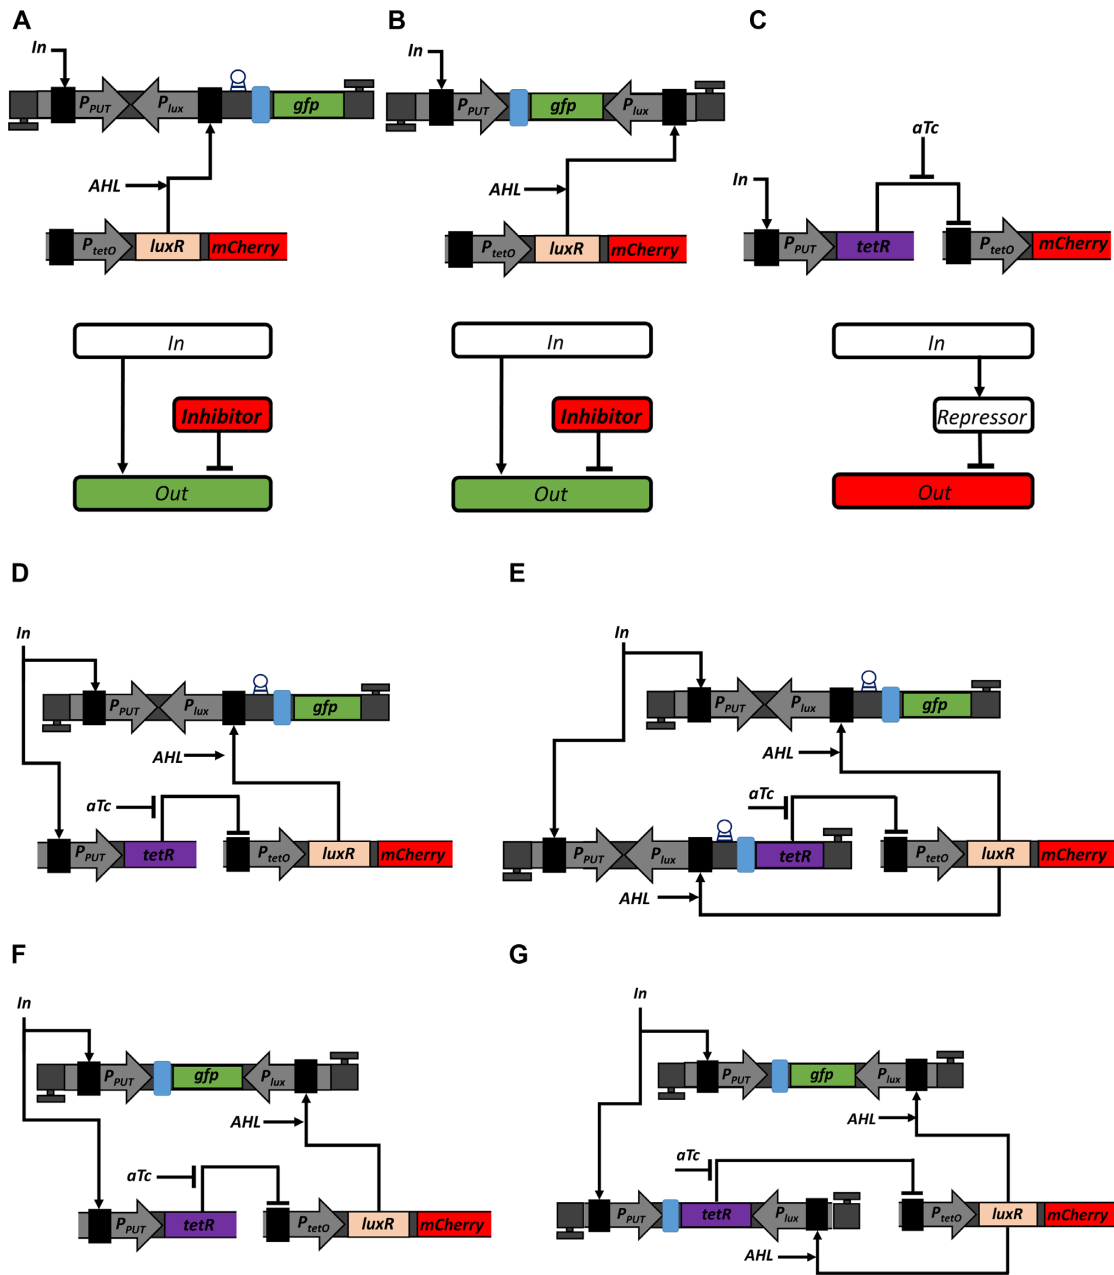 A
In
P_PUT P_lux gfp
AHL
P_tetO luxR mCherry
In
Inhibitor
Out
B
In
P_PUT gfp P_lux
AHL
P_tetO luxR mCherry
In
Inhibitor
Out
C
aTc
In
P_PUT tetR P_tetO mCherry
In
Repressor
Out
D
In
P_PUT P_lux gfp
AHL
aTc
P_PUT tetR P_tetO luxR mCherry
E
In
P_PUT P_lux gfp
AHL
aTc
P_PUT P_lux tetR P_tetO luxR mCherry
AHL
F
In
P_PUT gfp P_lux
AHL
aTc
P_PUT tetR P_tetO luxR mCherry
G
In
P_PUT gfp P_lux
AHL
aTc
P_PUT tetR P_lux P_tetO luxR mCherry
AHL